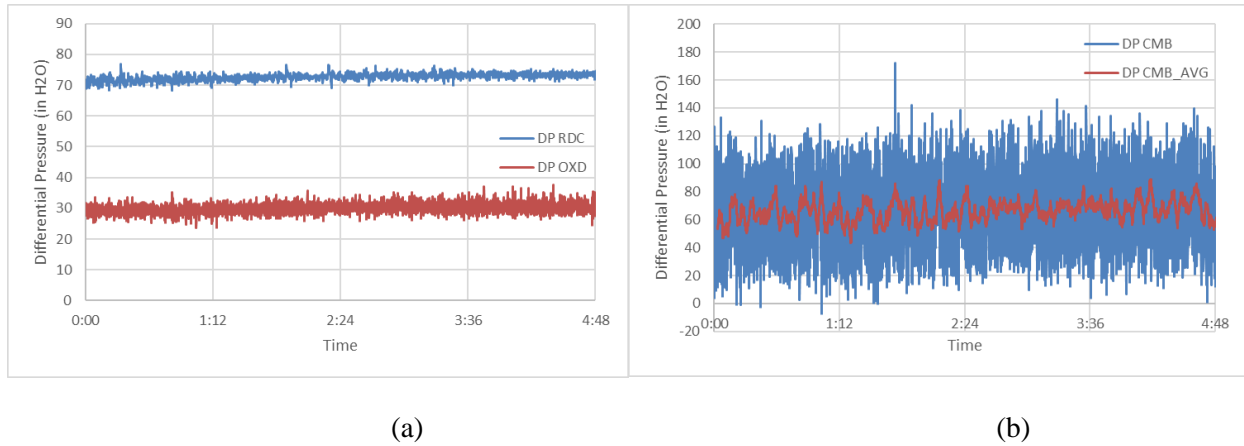 90
80
70
60
50
40
30
20
10
0
Differential Pressure (in H2O)
DP RDC
DP OXD
0:00 1:12 2:24 3:36 4:48
Time
200
180
160
140
120
100
80
60
40
20
0
-20
Differential Pressure (in H2O)
DP CMB
DP CMB_AVG
0:00 1:12 2:24 3:36 4:48
Time
(a) (b)